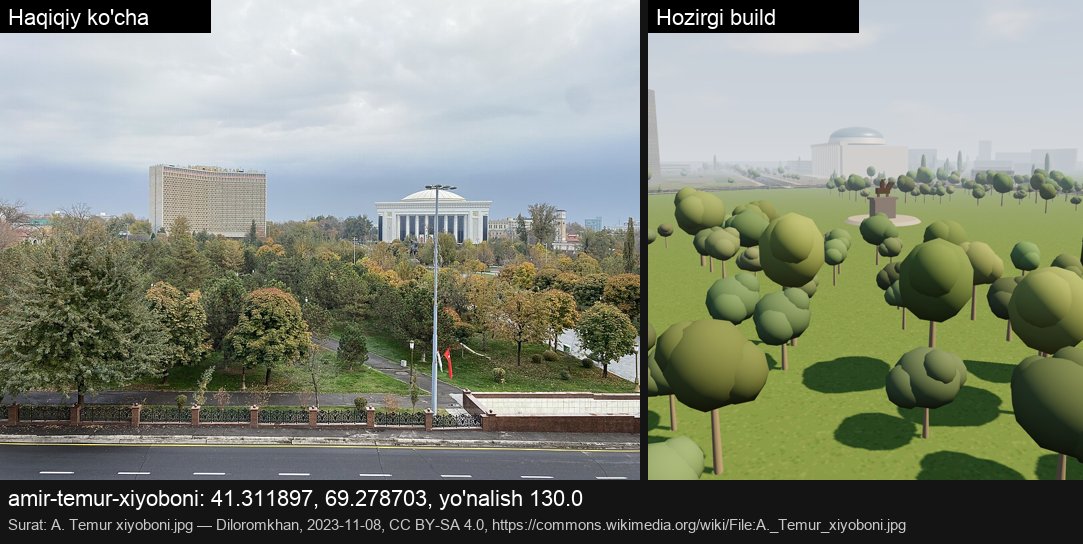 Haqiqiy ko'cha
Hozirgi build
amir-temur-xiyoboni: 41.311897, 69.278703, yo'nalish 130.0
Surat: A. Temur xiyoboni.jpg — Diloromkhan, 2023-11-08, CC BY-SA 4.0, https://commons.wikimedia.org/wiki/File:A._Temur_xiyoboni.jpg